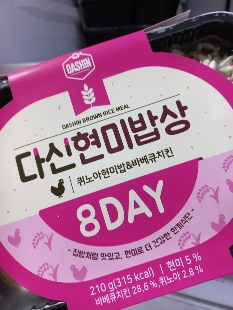 DASHIN
DASHIN BROWN RICE MEAL
다신현미밥상
퀴노아현미밥&바베큐치킨
8DAY
- 집밥처럼 맛있고, 현미로 더 건강한 한끼식단 -
210 g(315 kcal) | 현미 5 %
바베큐치킨 28.6 %, 퀴노아 2.8 %